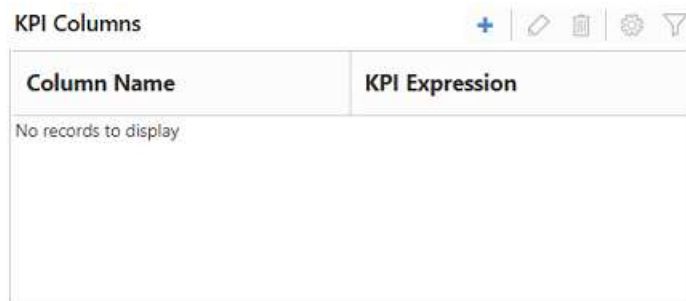 KPI Columns
Column Name KPI Expression
No records to display